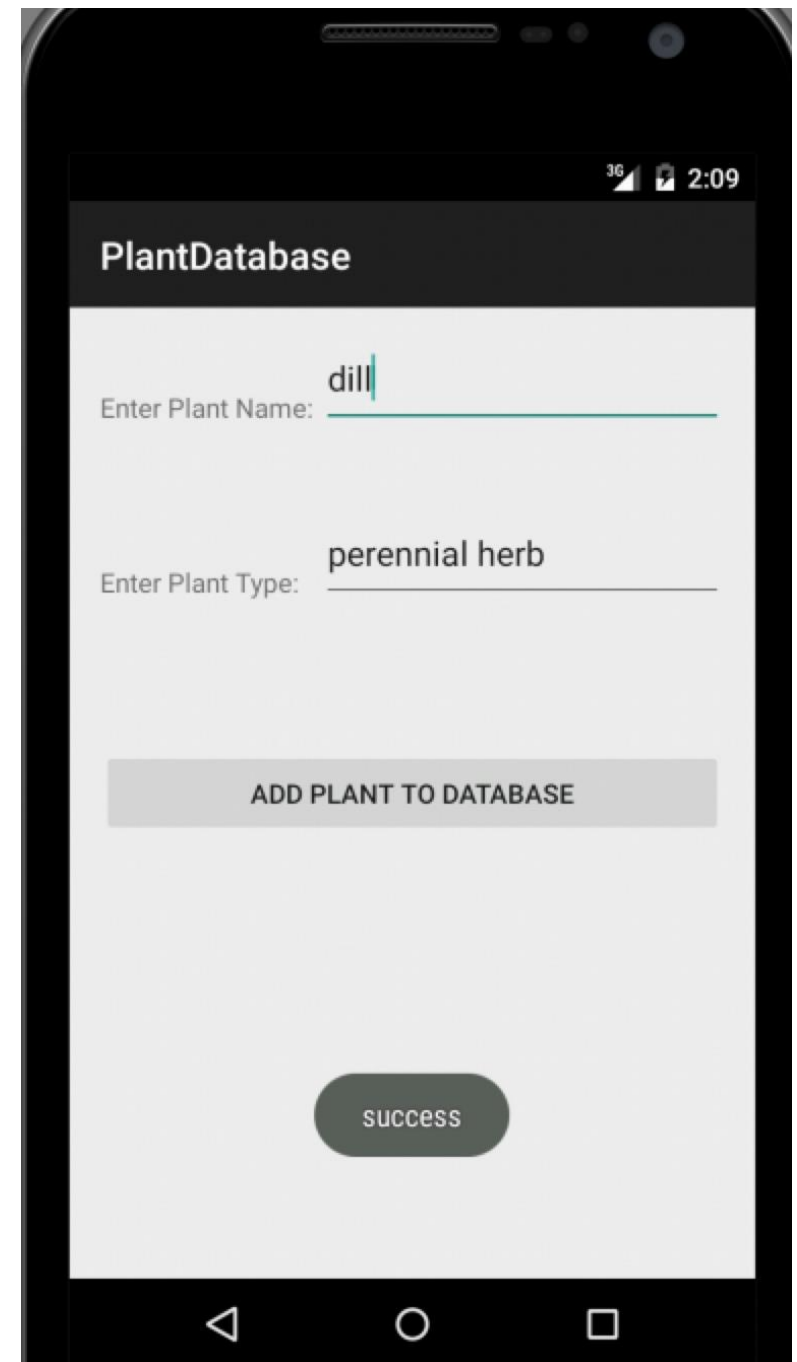 3G 2:09
PlantDatabase
dill
Enter Plant Name:
perennial herb
Enter Plant Type:
ADD PLANT TO DATABASE
success